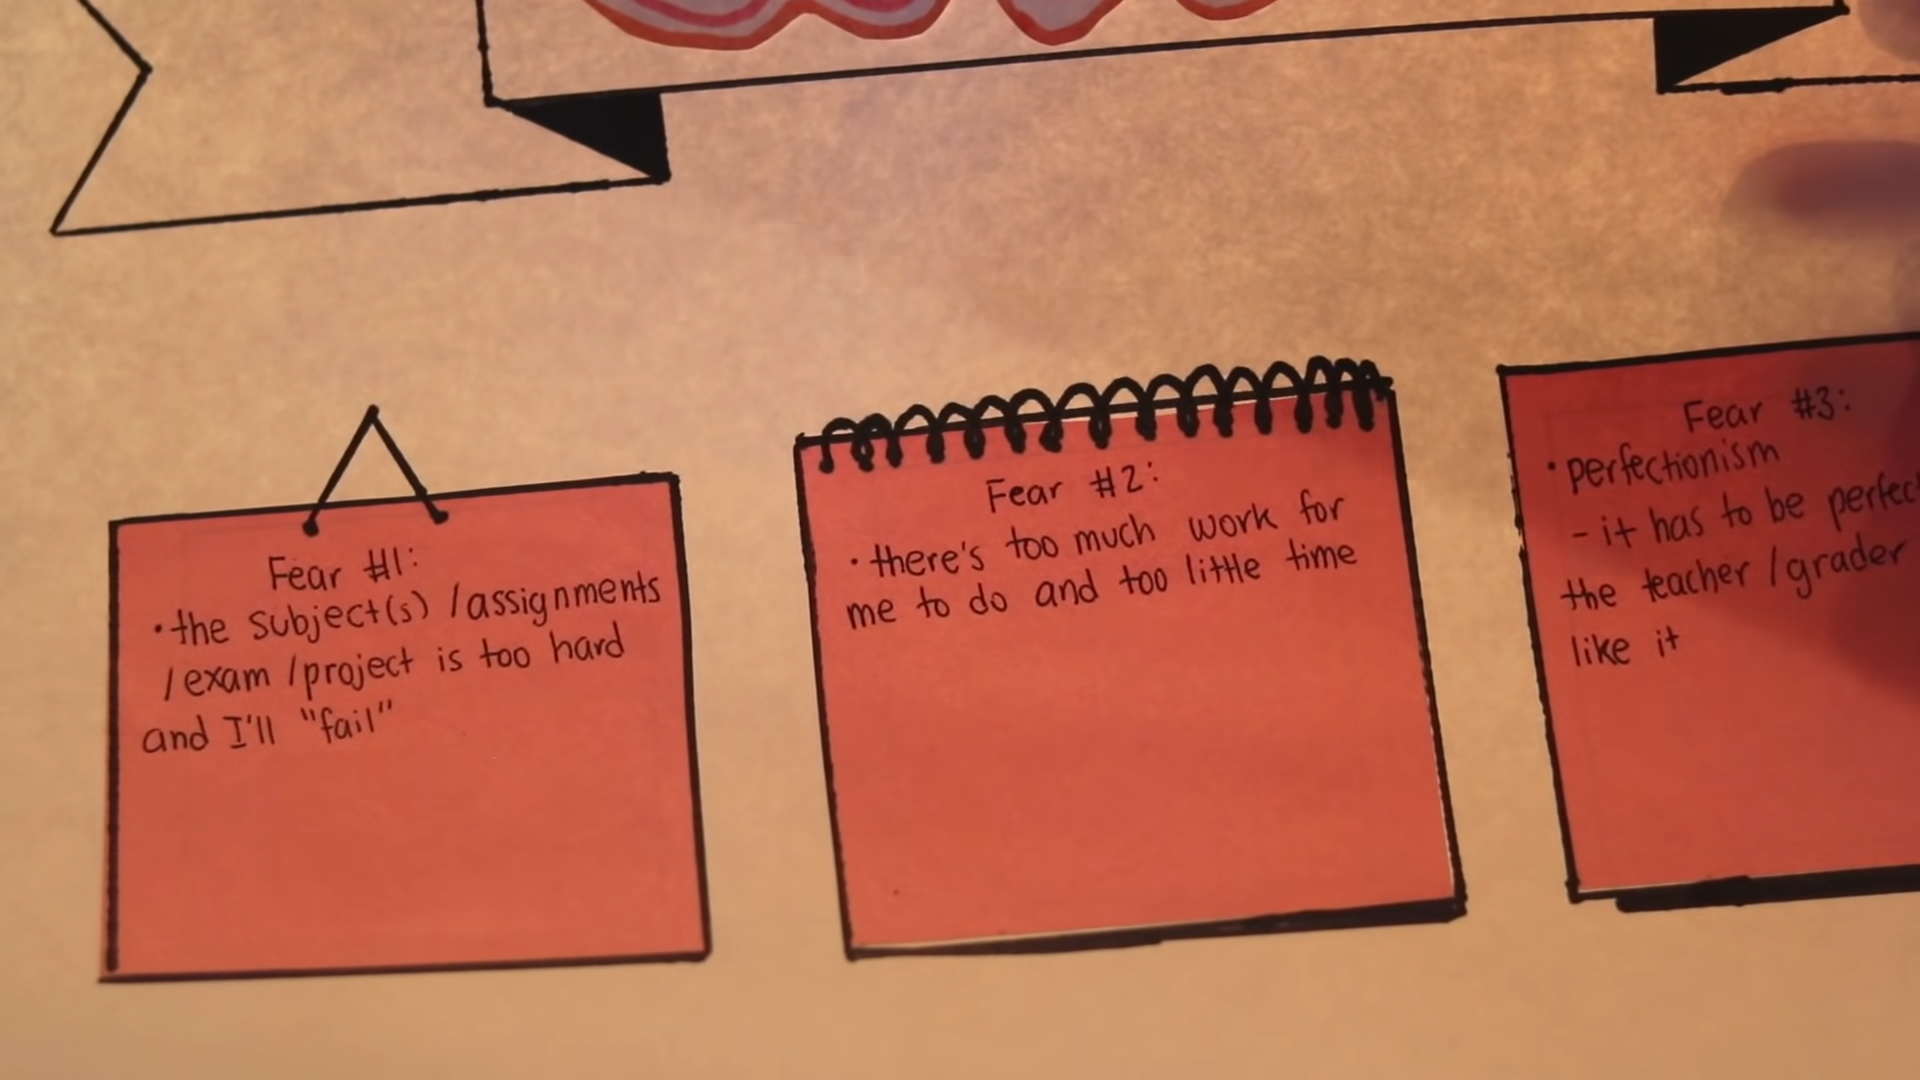 Fear #1:
•the subject(s) /assignments
/exam /project is too hard
and I'll "fail"
Fear #2:
•there's too much work for
me to do and too little time
Fear #3:
•perfectionism
-it has to be perfect
the teacher /grader
like it